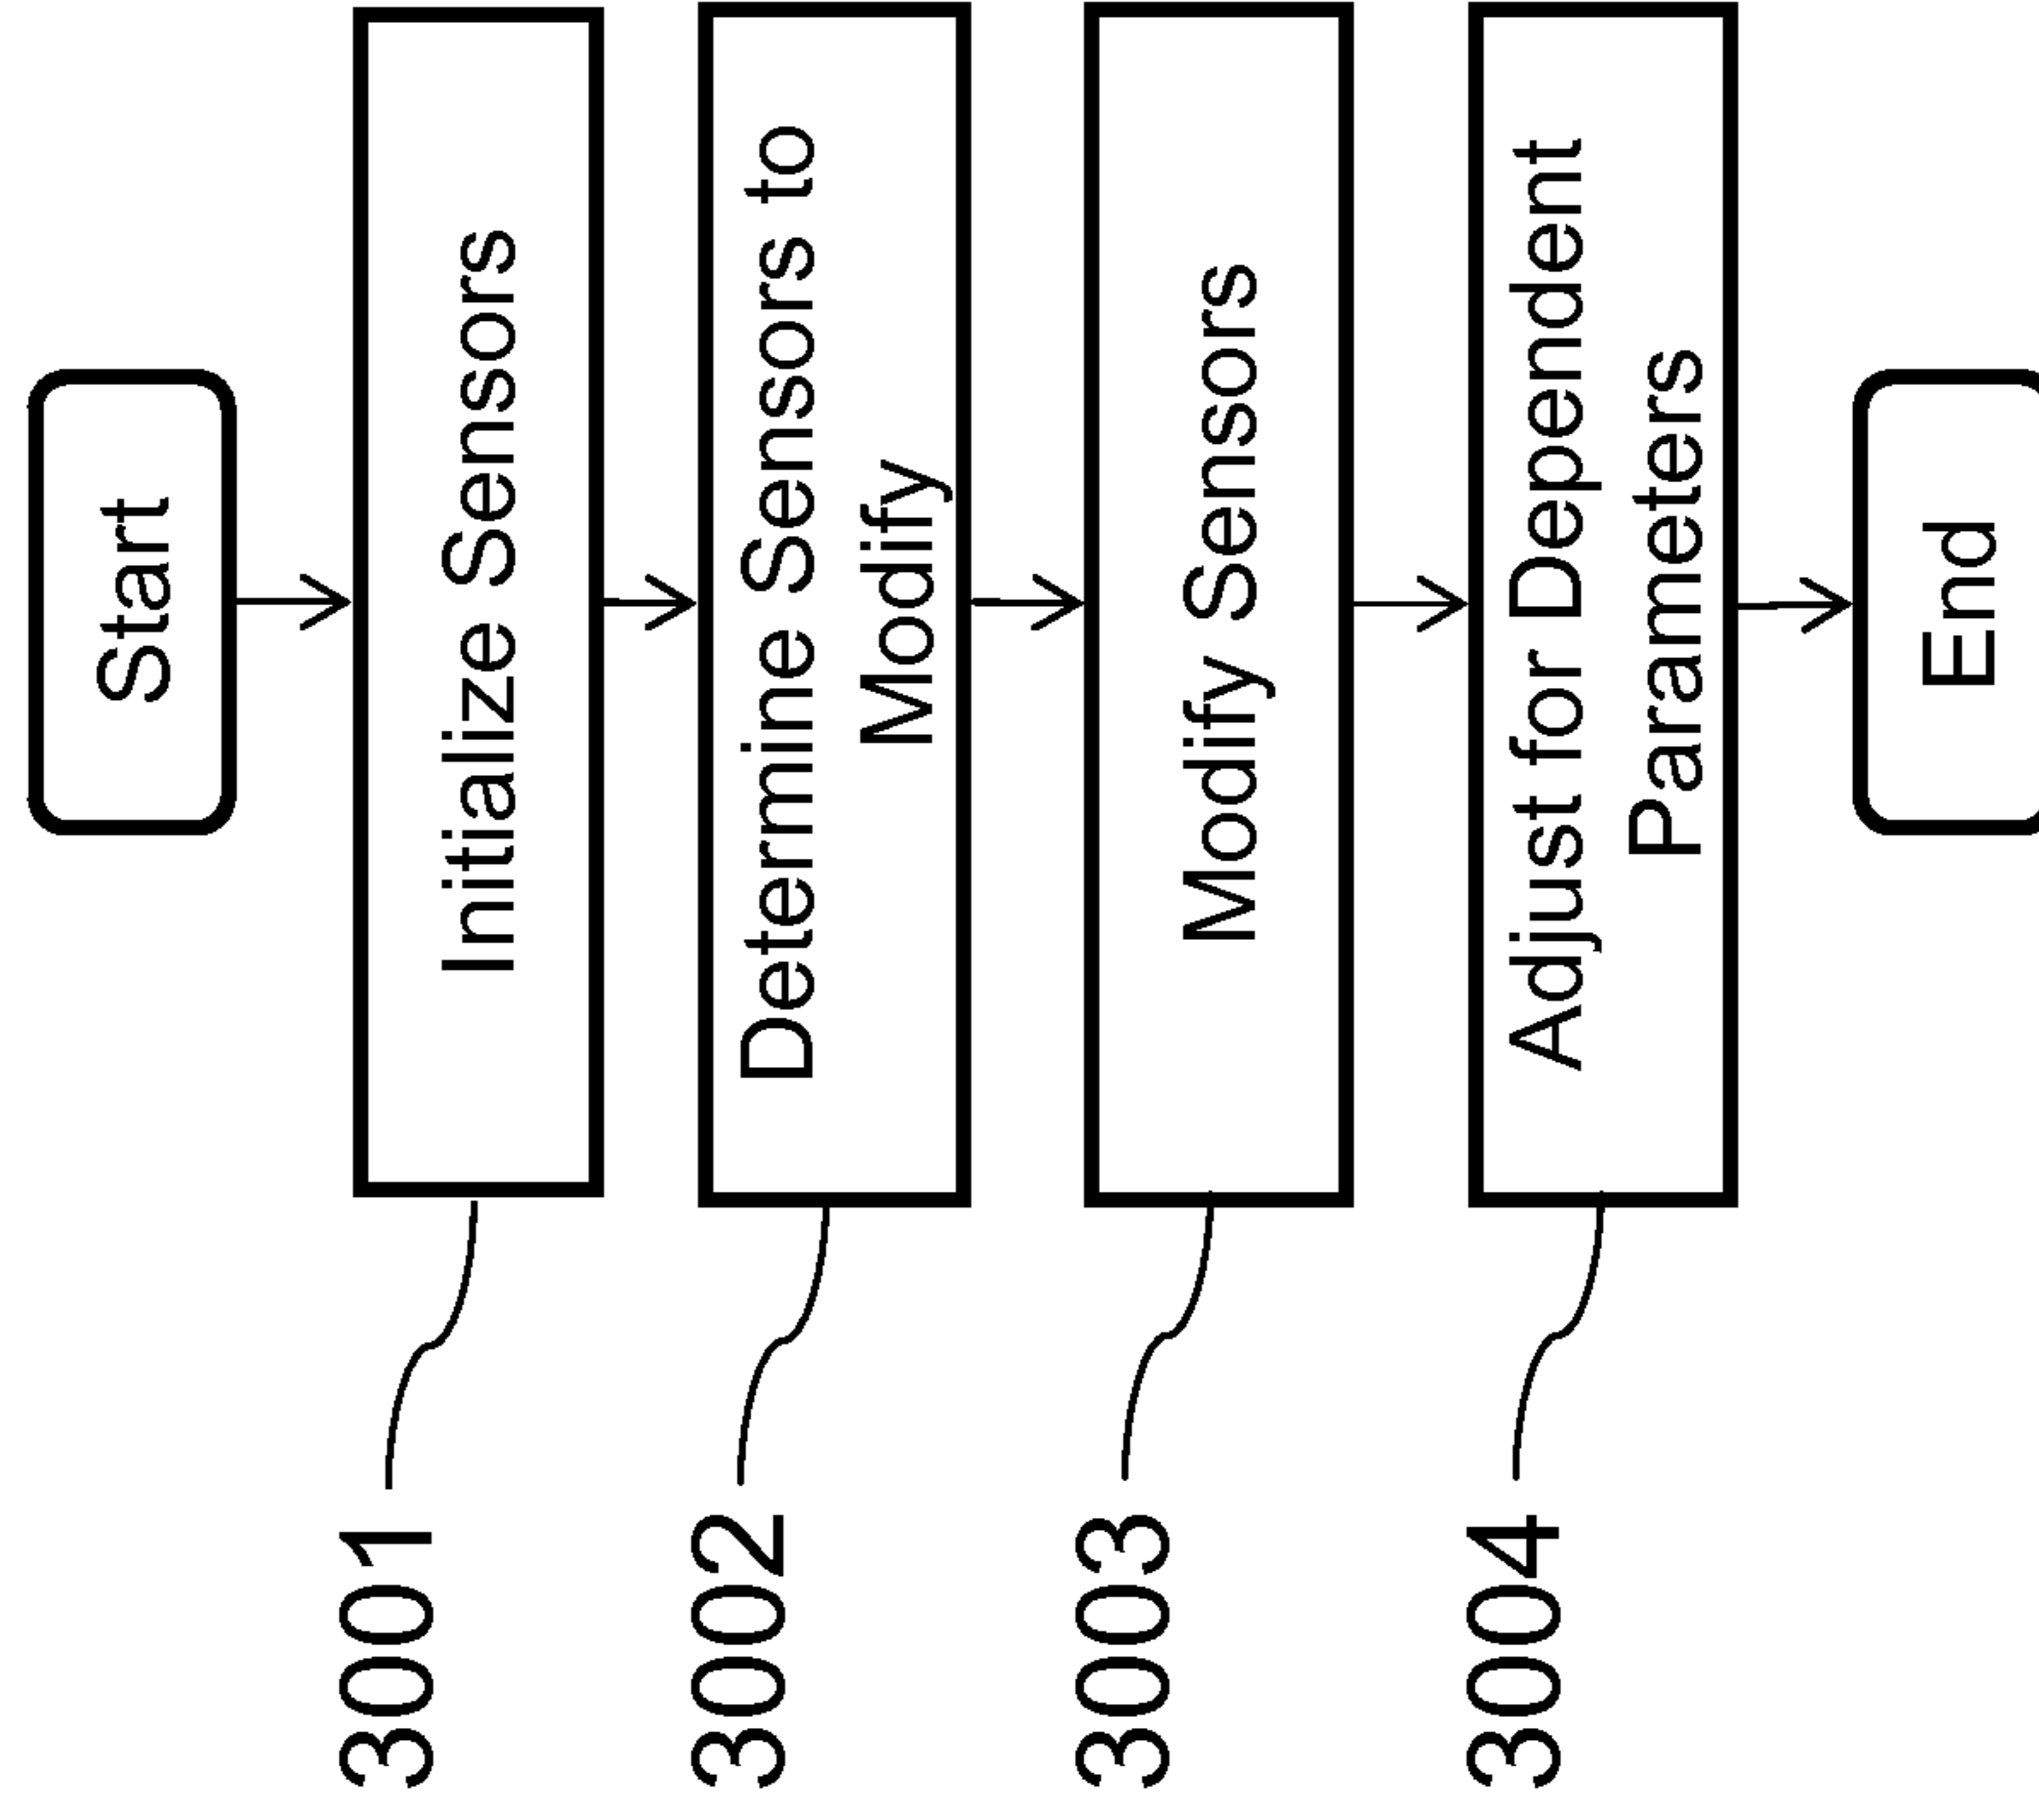 Start
3001
Initialize Sensors
3002
Determine Sensors to
Modify
3003
Modify Sensors
3004
Adjust for Dependent
Parameters
End